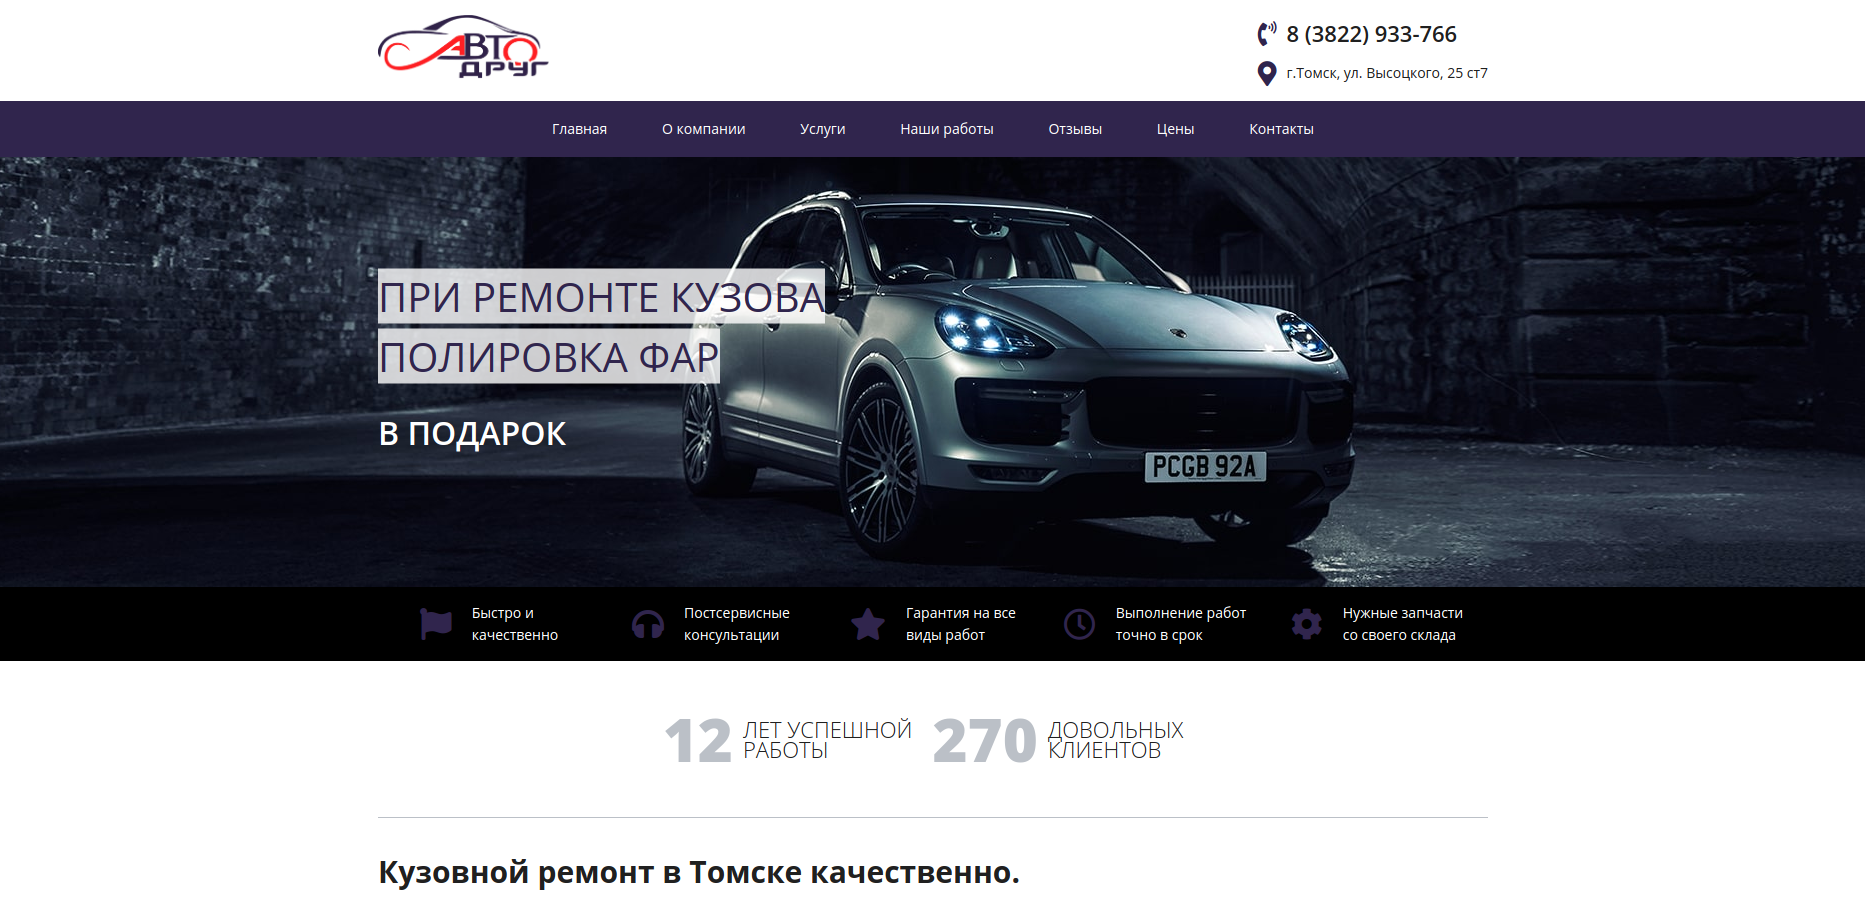 АВТО
ДРУГ
8 (3822) 933-766
г.Томск, ул. Высоцкого, 25 ст7
Главная О компании Услуги Наши работы Отзывы Цены Контакты
ПРИ РЕМОНТЕ КУЗОВА
ПОЛИРОВКА ФАР
В ПОДАРОК
PCGB 92A
Быстро и
качественно
Постсервисные
консультации
Гарантия на все
виды работ
Выполнение работ
точно в срок
Нужные запчасти
со своего склада
12
ЛЕТ УСПЕШНОЙ
РАБОТЫ
270
ДОВОЛЬНЫХ
КЛИЕНТОВ
Кузовной ремонт в Томске качественно.